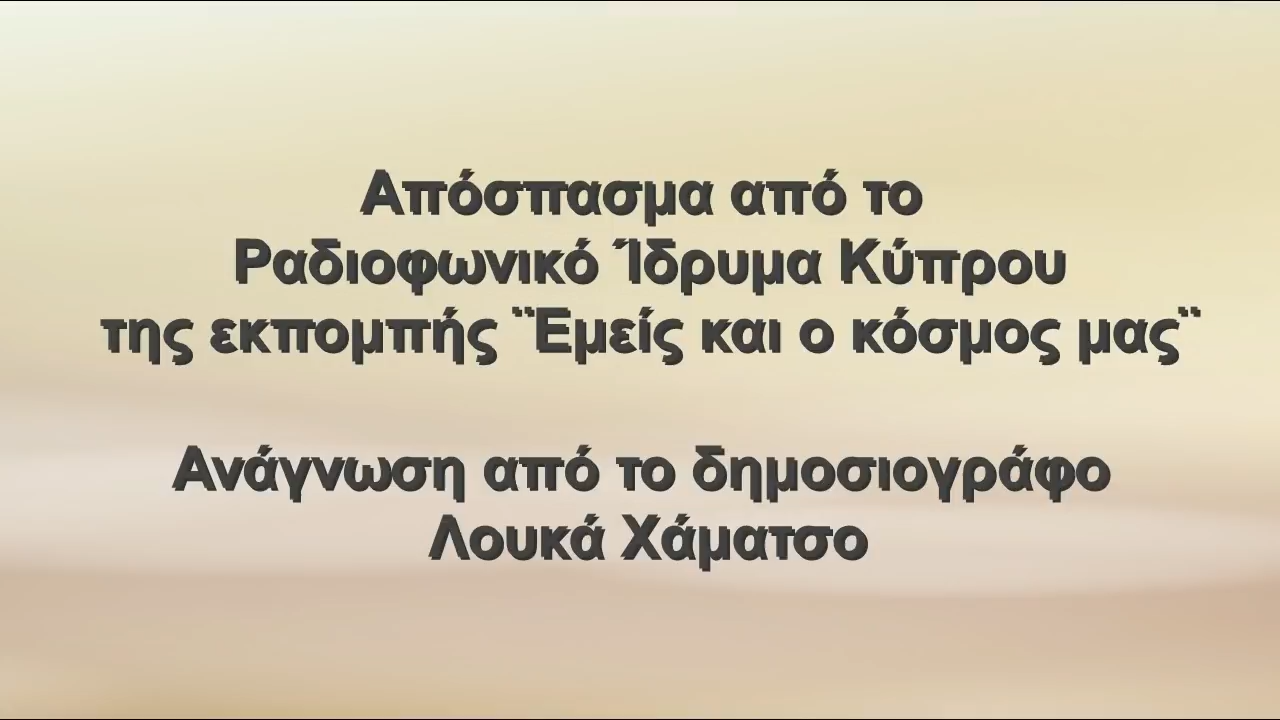 Απόσπασμα από το
Ραδιοφωνικό Ίδρυμα Κύπρου
της εκπομπής ¨Εμείς και ο κόσμος μας¨
Ανάγνωση από το δημοσιογράφο
Λουκά Χάματσο